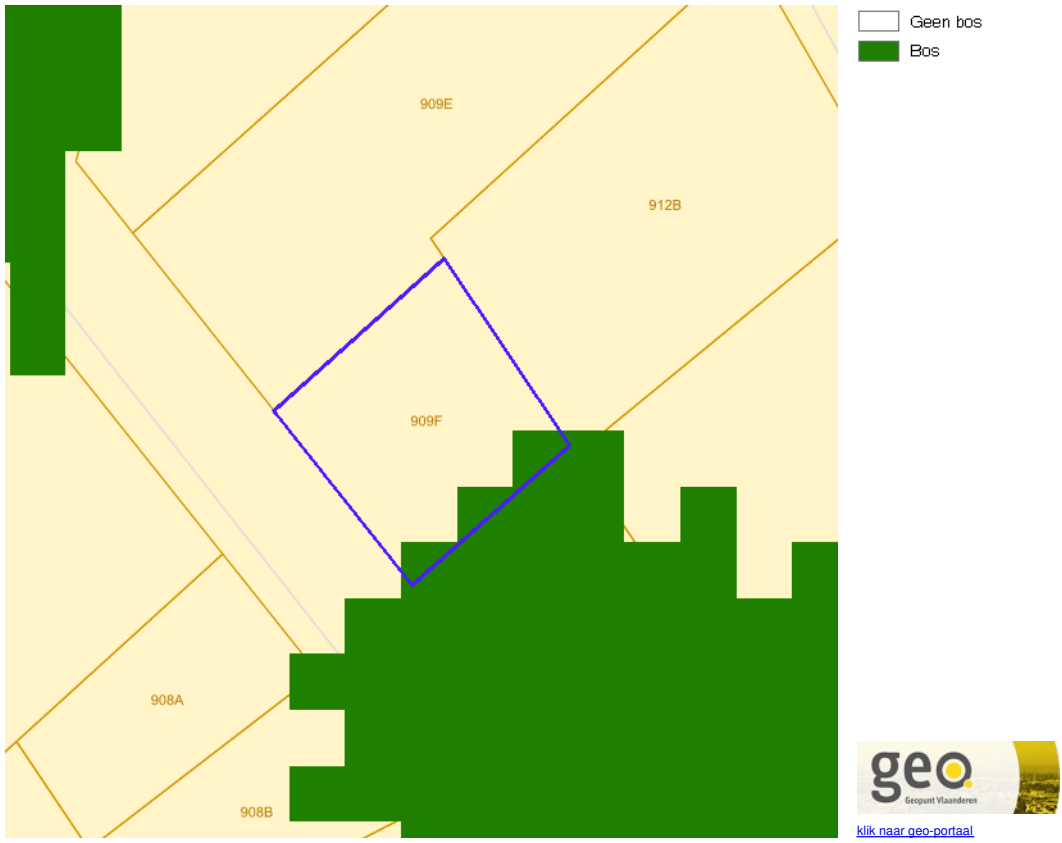 Geen bos
Bos
909E
912B
909F
908A
908B
geo
Geopunt Vlaanderen
klik naar geo-portaal